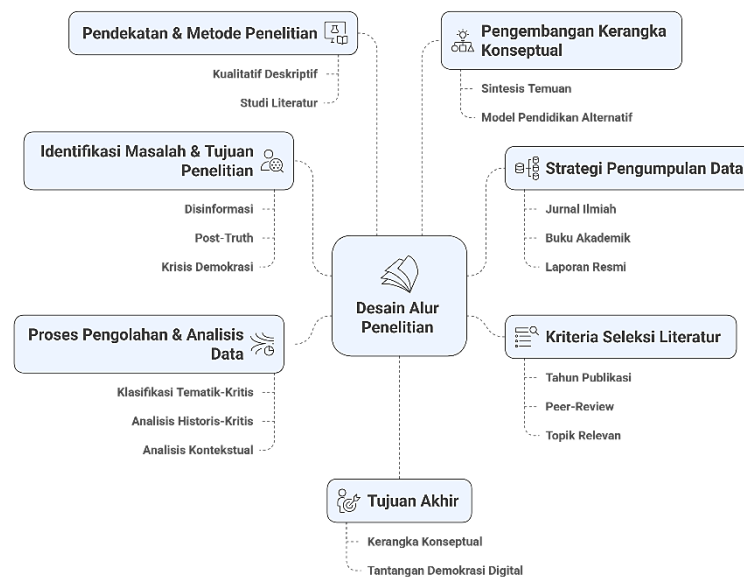 Pendekatan & Metode Penelitian
Kualitatif Deskriptif
Studi Literatur
Pengembangan Kerangka
Konseptual
Sintesis Temuan
Model Pendidikan Alternatif
Identifikasi Masalah & Tujuan
Penelitian
Disinformasi
Post-Truth
Krisis Demokrasi
Strategi Pengumpulan Data
Jurnal Ilmiah
Buku Akademik
Laporan Resmi
Desain Alur
Penelitian
Proses Pengolahan & Analisis
Data
Klasifikasi Tematik-Kritis
Analisis Historis-Kritis
Analisis Kontekstual
Kriteria Seleksi Literatur
Tahun Publikasi
Peer-Review
Topik Relevan
Tujuan Akhir
Kerangka Konseptual
Tantangan Demokrasi Digital